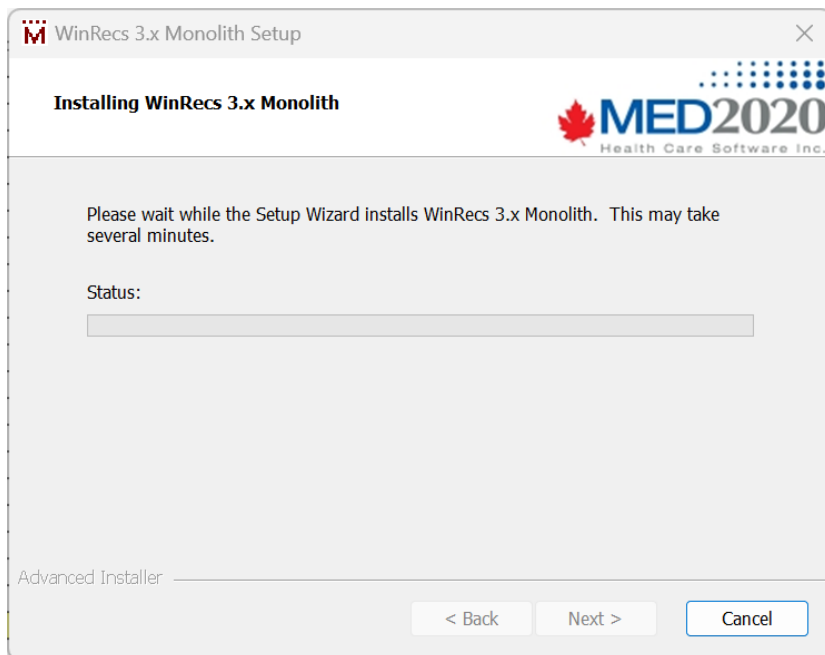 WinRecs 3.x Monolith Setup
Installing WinRecs 3.x Monolith
MED2020
Health Care Software Inc.
Please wait while the Setup Wizard installs WinRecs 3.x Monolith.  This may take
several minutes.
Status:
Advanced Installer
< Back
Next >
Cancel